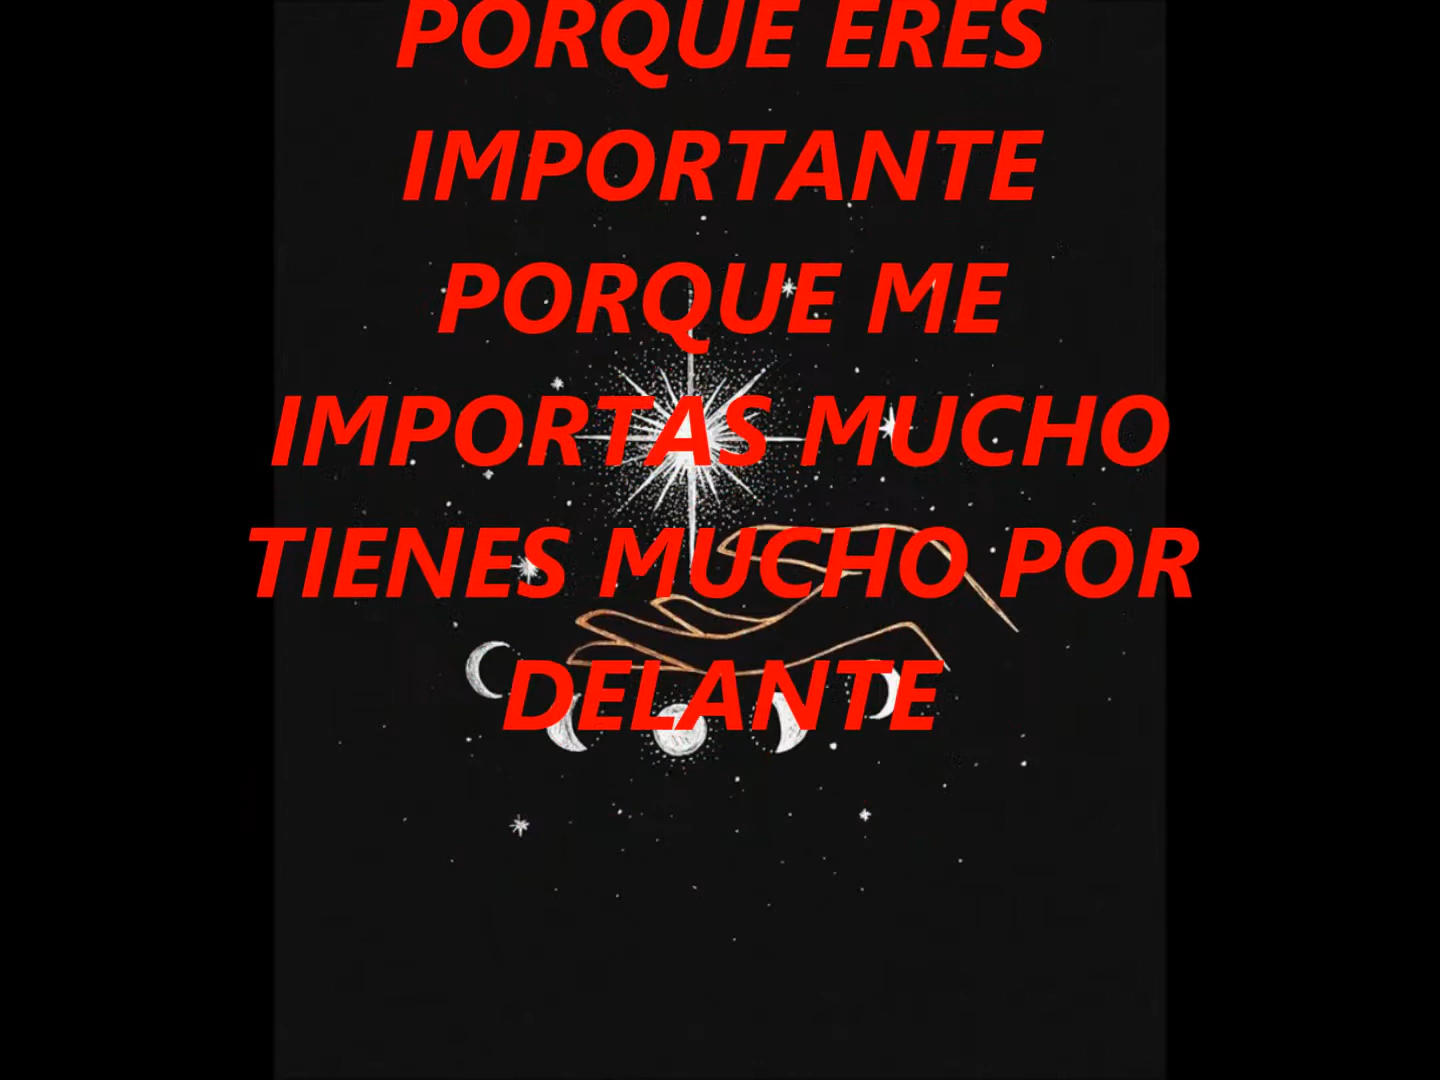 PORQUE ERES
IMPORTANTE
PORQUE ME
IMPORTAS MUCHO
TIENES MUCHO POR
DELANTE